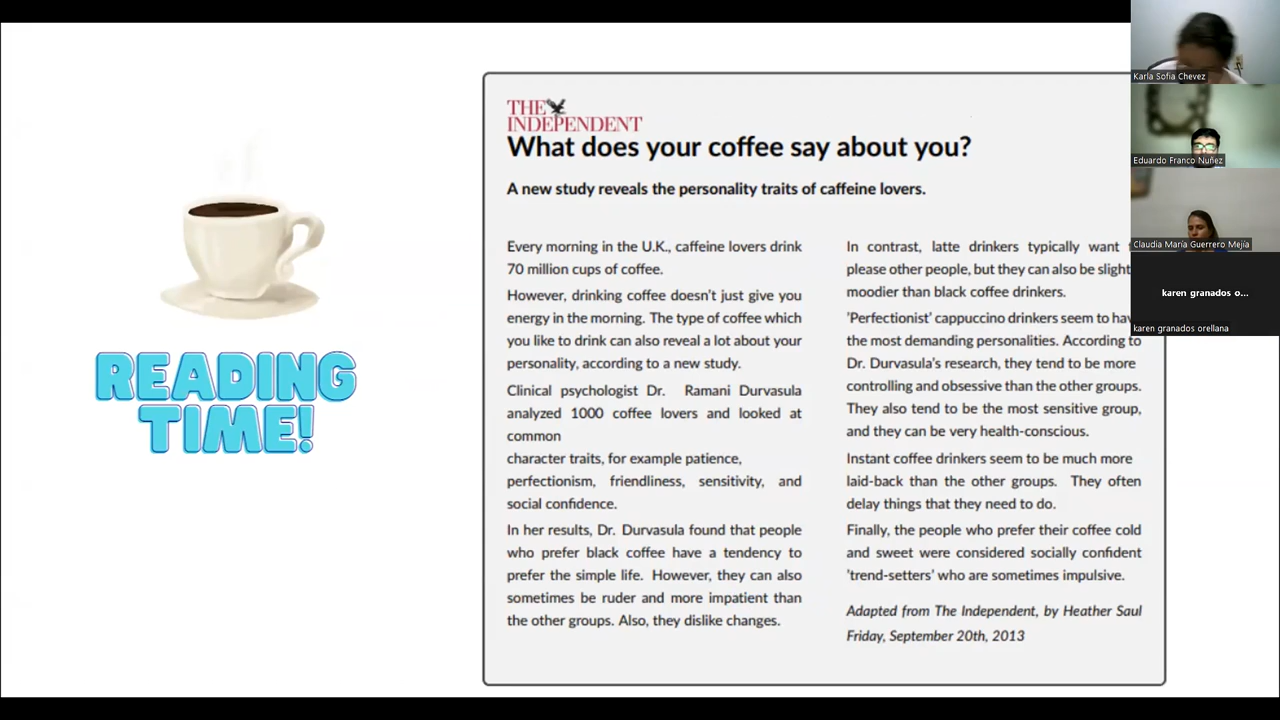 READING
TIME!
THE
INDEPENDENT
What does your coffee say about you?
A new study reveals the personality traits of caffeine lovers.
Every morning in the U.K., caffeine lovers drink
70 million cups of coffee.
However, drinking coffee doesn't just give you
energy in the morning. The type of coffee which
you like to drink can also reveal a lot about your
personality, according to a new study.
Clinical psychologist Dr. Ramani Durvasula
analyzed 1000 coffee lovers and looked at
common
character traits, for example patience,
perfectionism, friendliness, sensitivity, and
social confidence.
In her results, Dr. Durvasula found that people
who prefer black coffee have a tendency to
prefer the simple life. However, they can also
sometimes be ruder and more impatient than
the other groups. Also, they dislike changes.
In contrast, latte drinkers typically want
please other people, but they can also be slight
moodier than black coffee drinkers.
'Perfectionist' cappuccino drinkers seem to hav
the most demanding personalities. According to
Dr. Durvasula's research, they tend to be more
controlling and obsessive than the other groups.
They also tend to be the most sensitive group,
and they can be very health-conscious.
Instant coffee drinkers seem to be much more
laid-back than the other groups. They often
delay things that they need to do.
Finally, the people who prefer their coffee cold
and sweet were considered socially confident
'trend-setters' who are sometimes impulsive.
Adapted from The Independent, by Heather Saul
Friday, September 20th, 2013
Karla Sofia Chevez
Eduardo Franco Nuñez
Claudia María Guerrero Mejía
karen granados o...
karen granados orellana